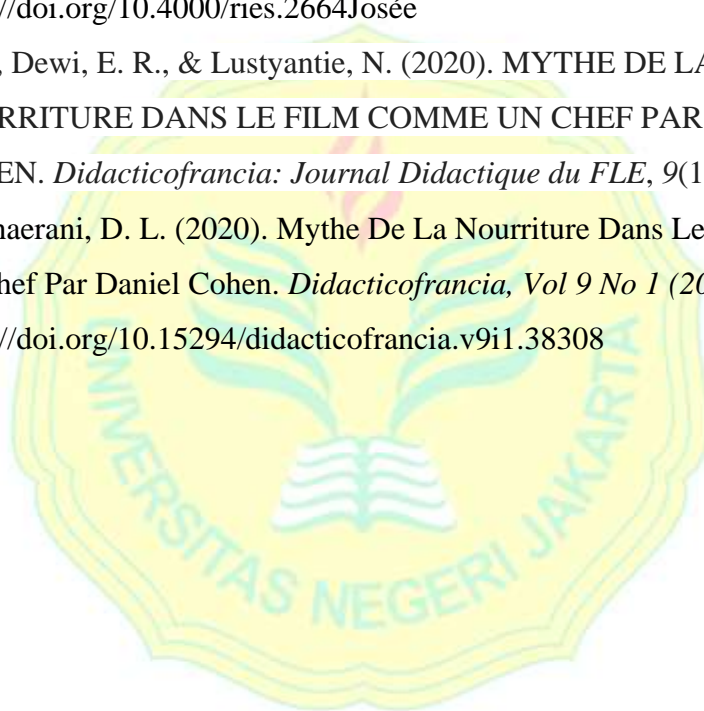 //doi.org/10.4000/ries.2664Josée
, Dewi, E. R., & Lustyantie, N. (2020). MYTHE DE LA
RRITURE DANS LE FILM COMME UN CHEF PAR
EN. Didacticofrancia: Journal Didactique du FLE, 9(1
naerani, D. L. (2020). Mythe De La Nourriture Dans Le
hef Par Daniel Cohen. Didacticofrancia, Vol 9 No 1 (20
//doi.org/10.15294/didacticofrancia.v9i1.38308
ERSITAS NEGERI JAKARTA